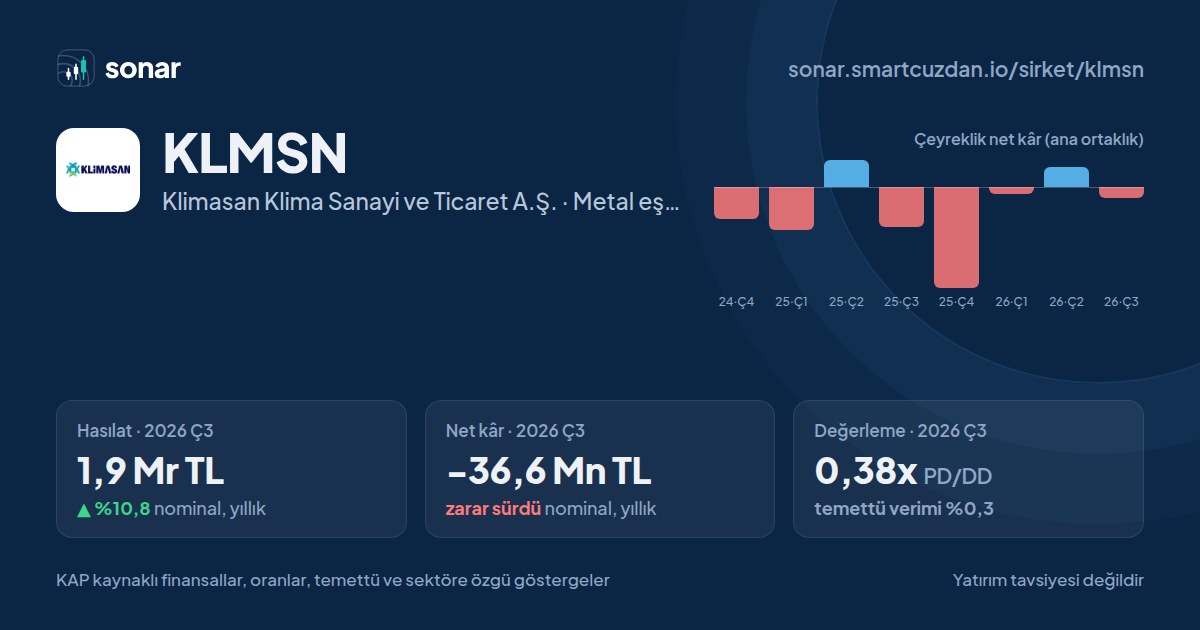 sonar
sonar.smartcuzdan.io/sirket/klmsn
KLIMASAN
KLMSN
Klimasan Klima Sanayi ve Ticaret A.Ş. · Metal eş…
Çeyreklik net kâr (ana ortaklık)
24·Ç4 25·Ç1 25·Ç2 25·Ç3 25·Ç4 26·Ç1 26·Ç2 26·Ç3
Hasılat · 2026 Ç3
1,9 Mr TL
▲ %10,8 nominal, yıllık
Net kâr · 2026 Ç3
−36,6 Mn TL
zarar sürdü nominal, yıllık
Değerleme · 2026 Ç3
0,38x PD/DD
temettü verimi %0,3
KAP kaynaklı finansallar, oranlar, temettü ve sektöre özgü göstergeler
Yatırım tavsiyesi değildir